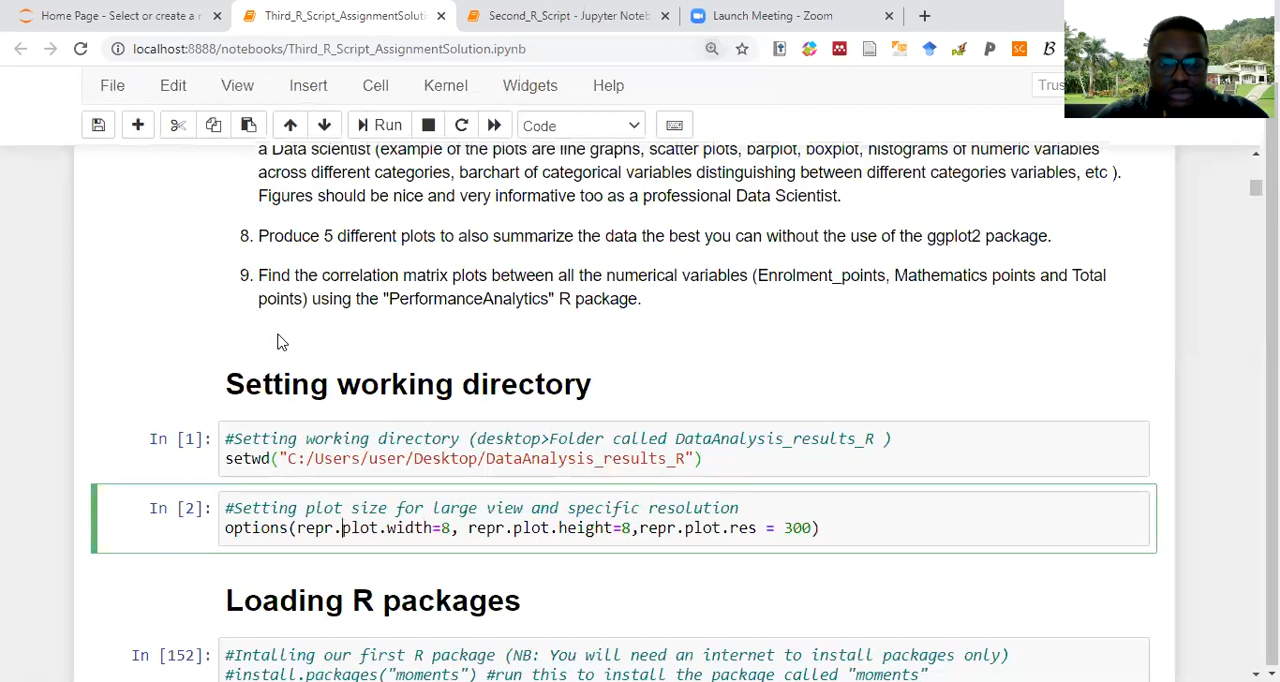 Home Page - Select or create a n
Third_R_Script_AssignmentSoluti
Second_R_Script - Jupyter Noteb
Launch Meeting - Zoom
localhost:8888/notebooks/Third_R_Script_AssignmentSolution.ipynb
SC
File Edit View Insert Cell Kernel Widgets Help Trus
Run Code
a Data scientist (example of the plots are line graphs, scatter plots, barplot, boxplot, histograms of numeric variables
across different categories, barchart of categorical variables distinguishing between different categories variables, etc ).
Figures should be nice and very informative too as a professional Data Scientist.
8. Produce 5 different plots to also summarize the data the best you can without the use of the ggplot2 package.
9. Find the correlation matrix plots between all the numerical variables (Enrolment_points, Mathematics points and Total
points) using the "PerformanceAnalytics" R package.
Setting working directory
In [1]: #Setting working directory (desktop>Folder called DataAnalysis_results_R )
setwd("C:/Users/user/Desktop/DataAnalysis_results_R")
In [2]: #Setting plot size for large view and specific resolution
options(repr.plot.width=8, repr.plot.height=8,repr.plot.res = 300)
Loading R packages
In [152]: #Intalling our first R package (NB: You will need an internet to install packages only)
#install.packages("moments") #run this to install the package called "moments"